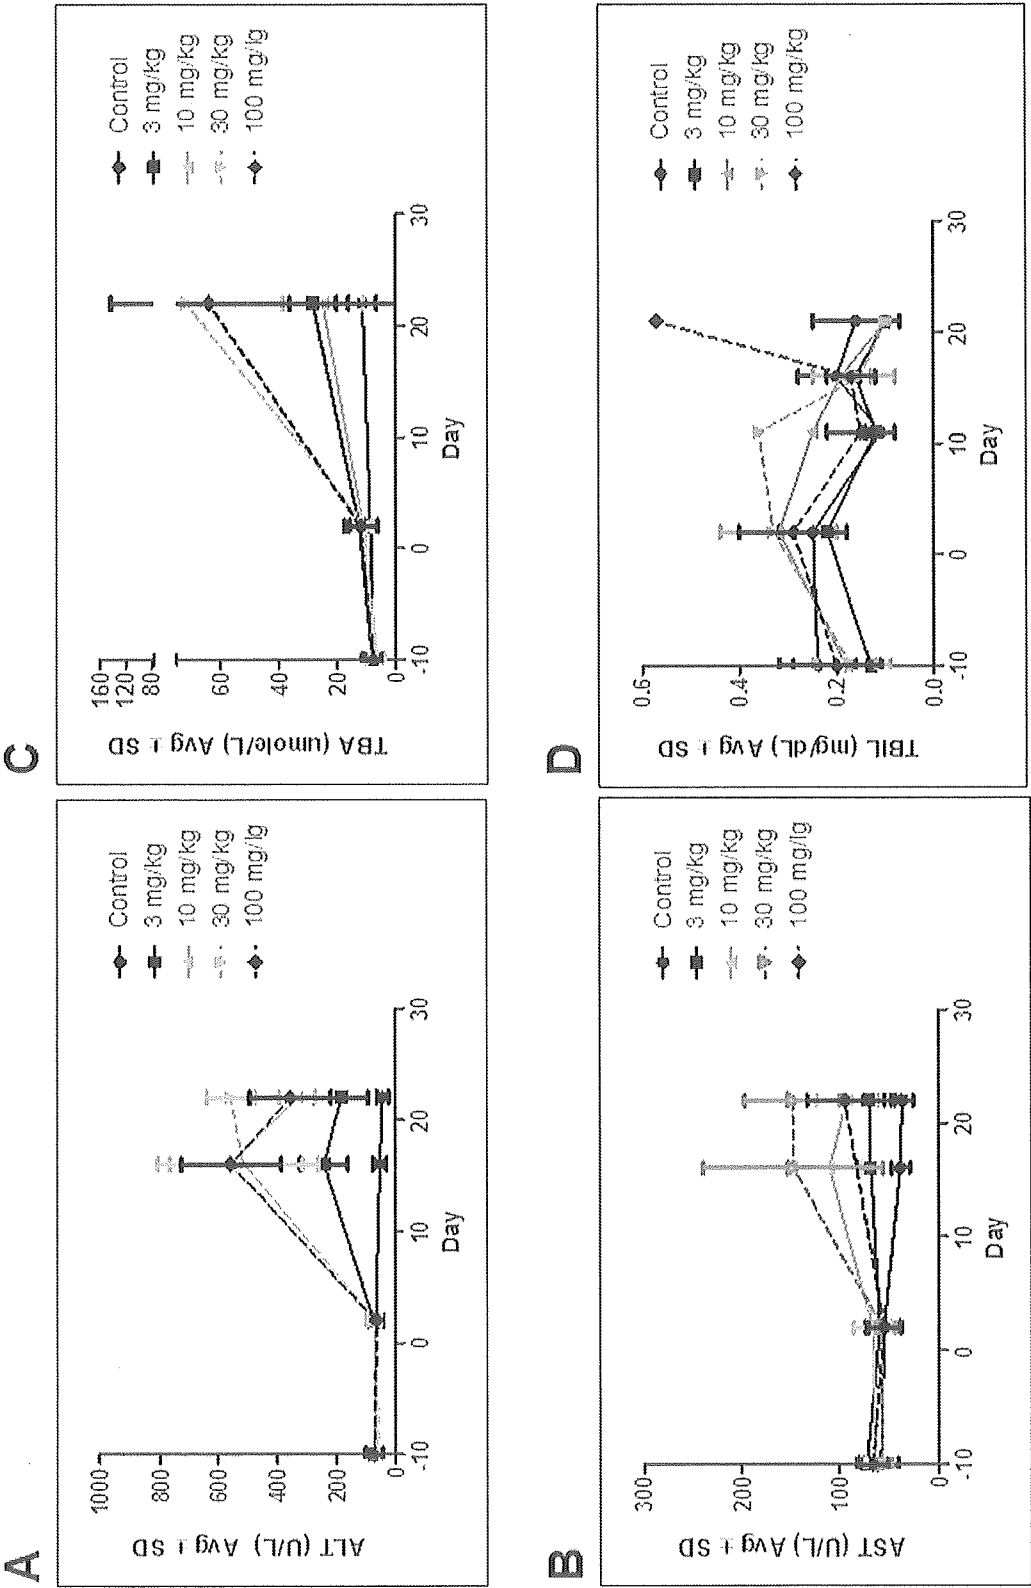 A
ALT (U/L) Avg ± SD
1000
800
600
400
200
0
-10
0
10
20
30
Day
Control
3 mg/kg
10 mg/kg
30 mg/kg
100 mg/lg
B
AST (U/L) Avg ± SD
300
200
100
0
-10
0
10
20
30
Day
Control
3 mg/kg
10 mg/kg
30 mg/kg
100 mg/lg
C
TBA (umole/L) Avg ± SD
160
120
80
60
40
20
0
-10
0
10
20
30
Day
Control
3 mg/kg
10 mg/kg
30 mg/kg
100 mg/lg
D
TBIL (mg/dL) Avg ± SD
0.6
0.4
0.2
0.0
-10
0
10
20
30
Day
Control
3 mg/kg
10 mg/kg
30 mg/kg
100 mg/kg